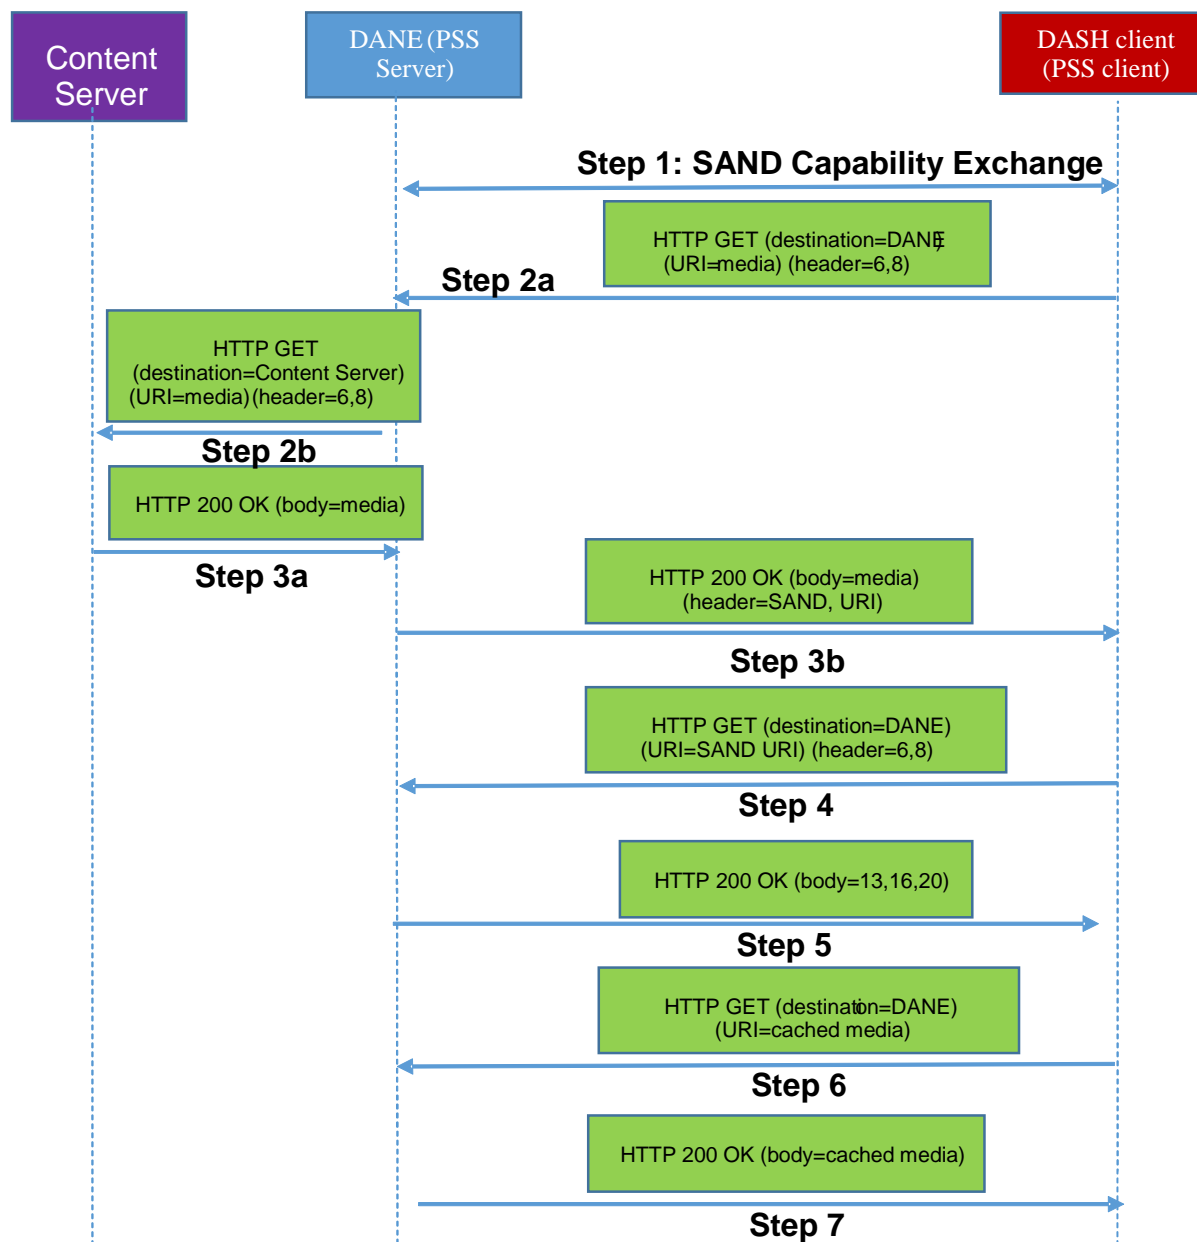 Content
Server
DANE (PSS
Server)
DASH client
(PSS client)
Step 1: SAND Capability Exchange
HTTP GET (destination=DANE)
(URI=media) (header=6,8)
Step 2a
HTTP GET
(destination=Content Server)
(URI=media) (header=6,8)
Step 2b
HTTP 200 OK (body=media)
Step 3a
HTTP 200 OK (body=media)
(header=SAND, URI)
Step 3b
HTTP GET (destination=DANE)
(URI=SAND URI) (header=6,8)
Step 4
HTTP 200 OK (body=13,16,20)
Step 5
HTTP GET (destination=DANE)
(URI=cached media)
Step 6
HTTP 200 OK (body=cached media)
Step 7